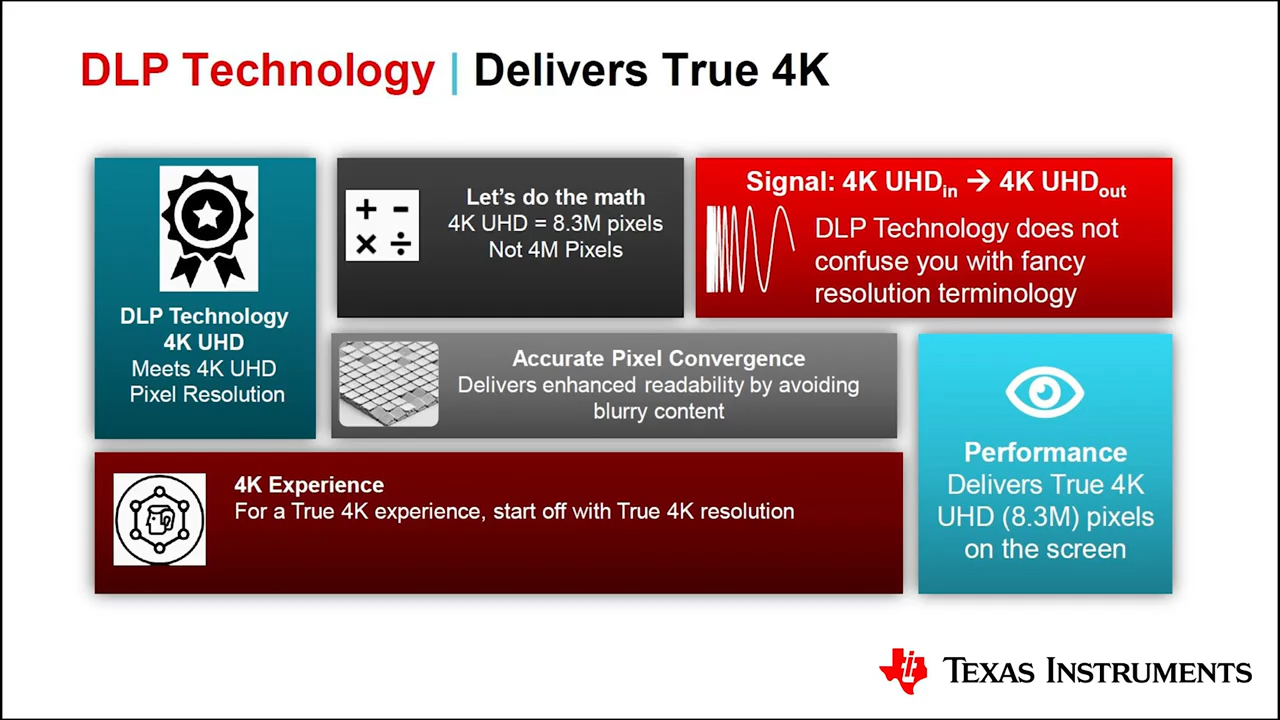 DLP Technology | Delivers True 4K
DLP Technology
4K UHD
Meets 4K UHD
Pixel Resolution
Let's do the math
4K UHD = 8.3M pixels
Not 4M Pixels
Signal: 4K UHDin → 4K UHDout
DLP Technology does not
confuse you with fancy
resolution terminology
Accurate Pixel Convergence
Delivers enhanced readability by avoiding
blurry content
4K Experience
For a True 4K experience, start off with True 4K resolution
Performance
Delivers True 4K
UHD (8.3M) pixels
on the screen
TEXAS INSTRUMENTS